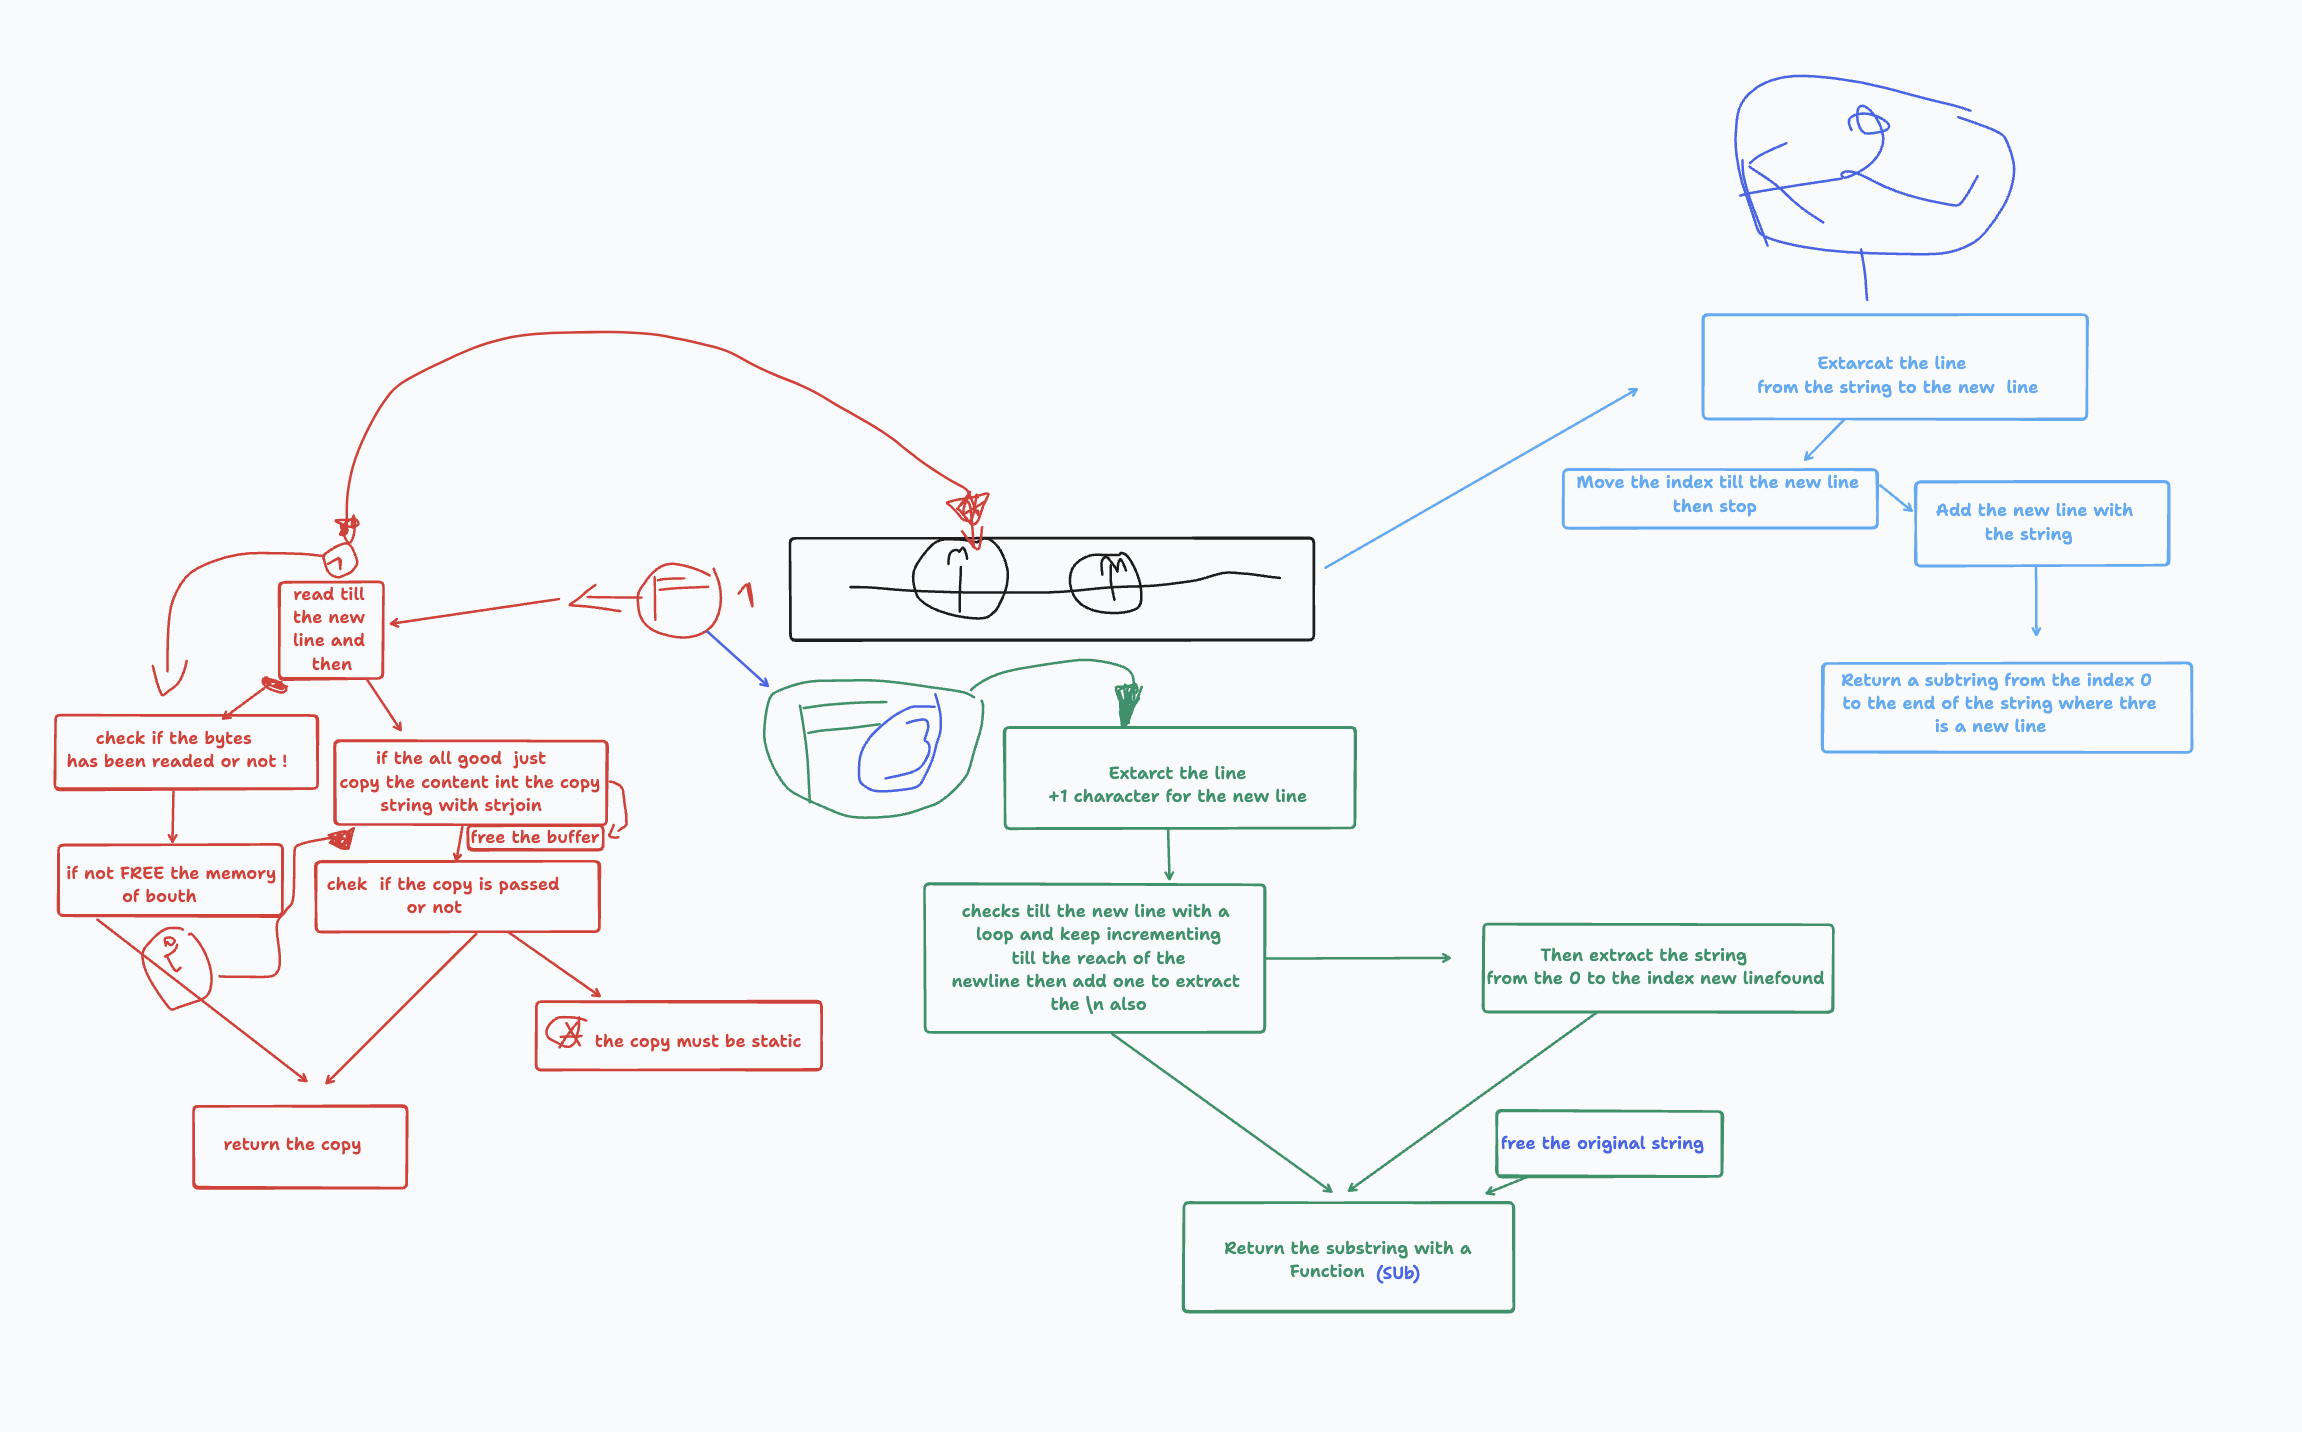 Extarcat the line
from the string to the new line
Move the index till the new line
then stop
Add the new line with
the string
Return a subtring from the index 0
to the end of the string where thre
is a new line
1
read till
the new
line and
then
F
1
check if the bytes
has been readed or not !
if the all good just
copy the content int the copy
string with strjoin
free the buffer
if not FREE the memory
of bouth
chek if the copy is passed
or not
2
the copy must be static
return the copy
F
3
Extarct the line
+1 character for the new line
checks till the new line with a
loop and keep incrementing
till the reach of the
newline then add one to extract
the \n also
Then extract the string
from the 0 to the index new linefound
free the original string
Return the substring with a
Function (SUb)